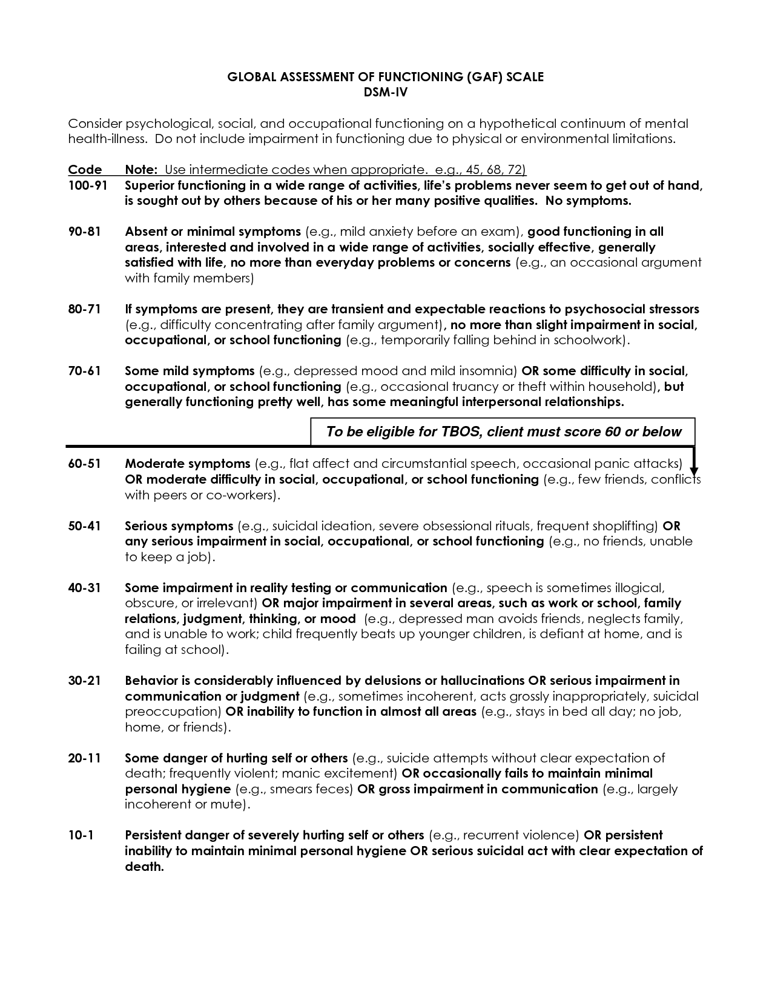 GLOBAL ASSESSMENT OF FUNCTIONING (GAF) SCALE
DSM-IV
Consider psychological, social, and occupational functioning on a hypothetical continuum of mental
health-illness.  Do not include impairment in functioning due to physical or environmental limitations.
Code Note:  Use intermediate codes when appropriate.  e.g., 45, 68, 72)
100-91 Superior functioning in a wide range of activities, life’s problems never seem to get out of hand,
is sought out by others because of his or her many positive qualities.  No symptoms.
90-81 Absent or minimal symptoms (e.g., mild anxiety before an exam), good functioning in all
areas, interested and involved in a wide range of activities, socially effective, generally
satisfied with life, no more than everyday problems or concerns (e.g., an occasional argument
with family members)
80-71 If symptoms are present, they are transient and expectable reactions to psychosocial stressors
(e.g., difficulty concentrating after family argument), no more than slight impairment in social,
occupational, or school functioning (e.g., temporarily falling behind in schoolwork).
70-61 Some mild symptoms (e.g., depressed mood and mild insomnia) OR some difficulty in social,
occupational, or school functioning (e.g., occasional truancy or theft within household), but
generally functioning pretty well, has some meaningful interpersonal relationships.
To be eligible for TBOS, client must score 60 or below
60-51 Moderate symptoms (e.g., flat affect and circumstantial speech, occasional panic attacks)
OR moderate difficulty in social, occupational, or school functioning (e.g., few friends, conflicts
with peers or co-workers).
50-41 Serious symptoms (e.g., suicidal ideation, severe obsessional rituals, frequent shoplifting) OR
any serious impairment in social, occupational, or school functioning (e.g., no friends, unable
to keep a job).
40-31 Some impairment in reality testing or communication (e.g., speech is sometimes illogical,
obscure, or irrelevant) OR major impairment in several areas, such as work or school, family
relations, judgment, thinking, or mood  (e.g., depressed man avoids friends, neglects family,
and is unable to work; child frequently beats up younger children, is defiant at home, and is
failing at school).
30-21 Behavior is considerably influenced by delusions or hallucinations OR serious impairment in
communication or judgment (e.g., sometimes incoherent, acts grossly inappropriately, suicidal
preoccupation) OR inability to function in almost all areas (e.g., stays in bed all day; no job,
home, or friends).
20-11 Some danger of hurting self or others (e.g., suicide attempts without clear expectation of
death; frequently violent; manic excitement) OR occasionally fails to maintain minimal
personal hygiene (e.g., smears feces) OR gross impairment in communication (e.g., largely
incoherent or mute).
10-1 Persistent danger of severely hurting self or others (e.g., recurrent violence) OR persistent
inability to maintain minimal personal hygiene OR serious suicidal act with clear expectation of
death.